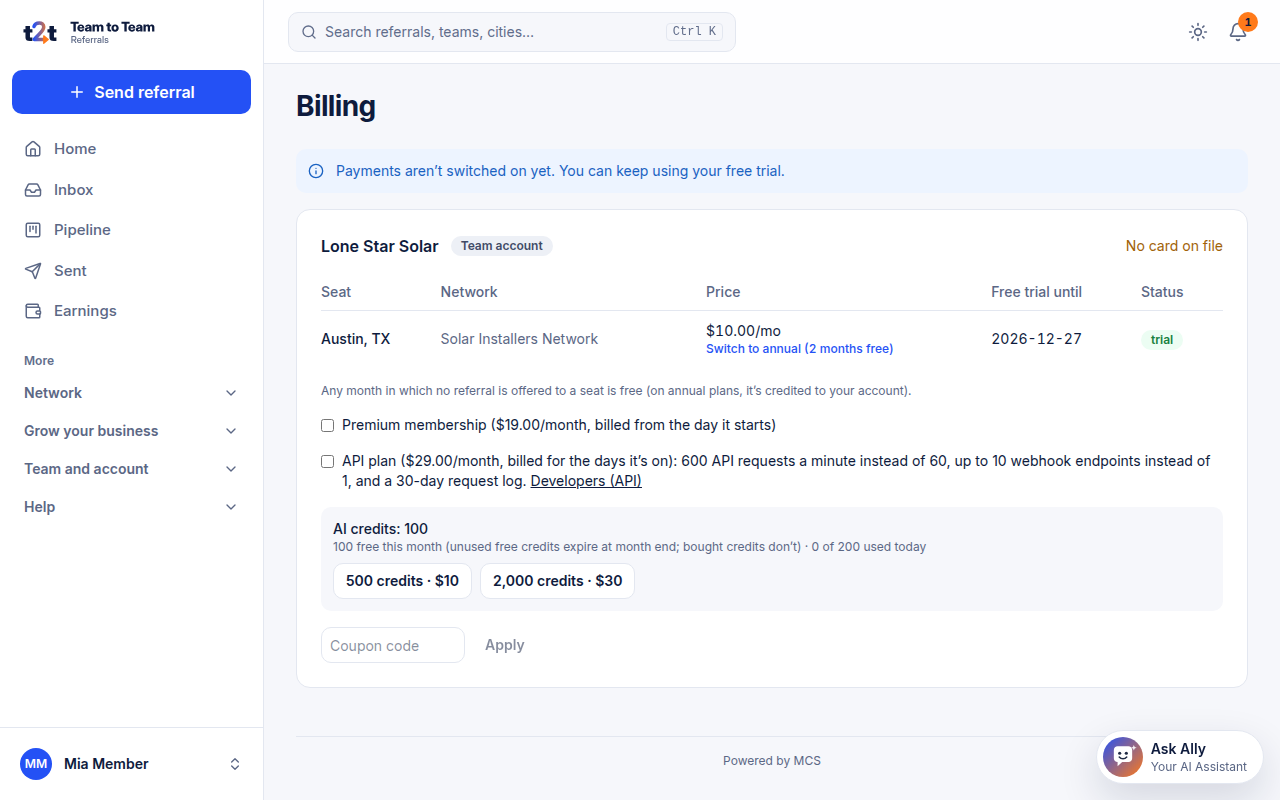 t2t Team to Team
Referrals
Send referral
Home
Inbox
Pipeline
Sent
Earnings
More
Network
Grow your business
Team and account
Help
MM Mia Member
Search referrals, teams, cities... Ctrl K
1
Billing
Payments aren’t switched on yet. You can keep using your free trial.
Lone Star Solar Team account No card on file
Seat Network Price Free trial until Status
Austin, TX Solar Installers Network $10.00/mo 2026-12-27 trial
Switch to annual (2 months free)
Any month in which no referral is offered to a seat is free (on annual plans, it’s credited to your account).
Premium membership ($19.00/month, billed from the day it starts)
API plan ($29.00/month, billed for the days it’s on): 600 API requests a minute instead of 60, up to 10 webhook endpoints instead of
1, and a 30-day request log. Developers (API)
AI credits: 100
100 free this month (unused free credits expire at month end; bought credits don’t) · 0 of 200 used today
500 credits · $10 2,000 credits · $30
Coupon code Apply
Powered by MCS
Ask Ally
Your AI Assistant